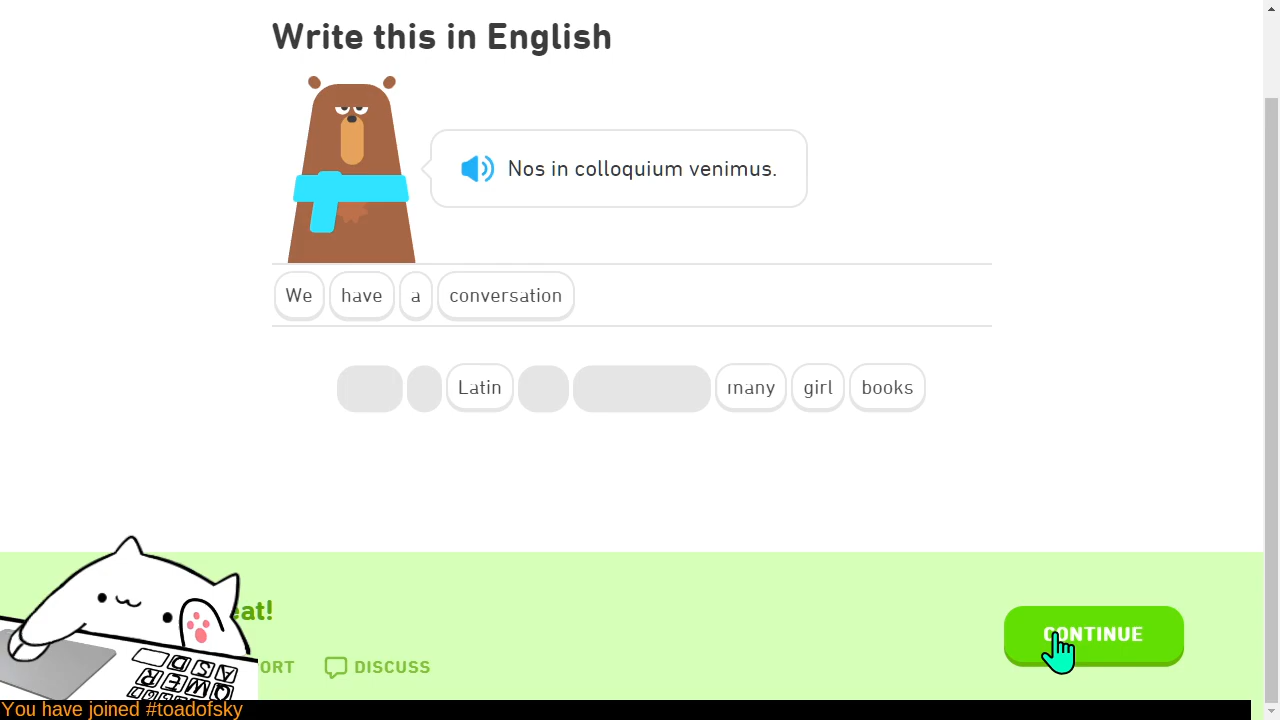 Write this in English
Nos in colloquium venimus.
We have a conversation
Latin many girl books
eat!
CONTINUE
ORT DISCUSS
A S D
Q W E R
You have joined #toadofsky